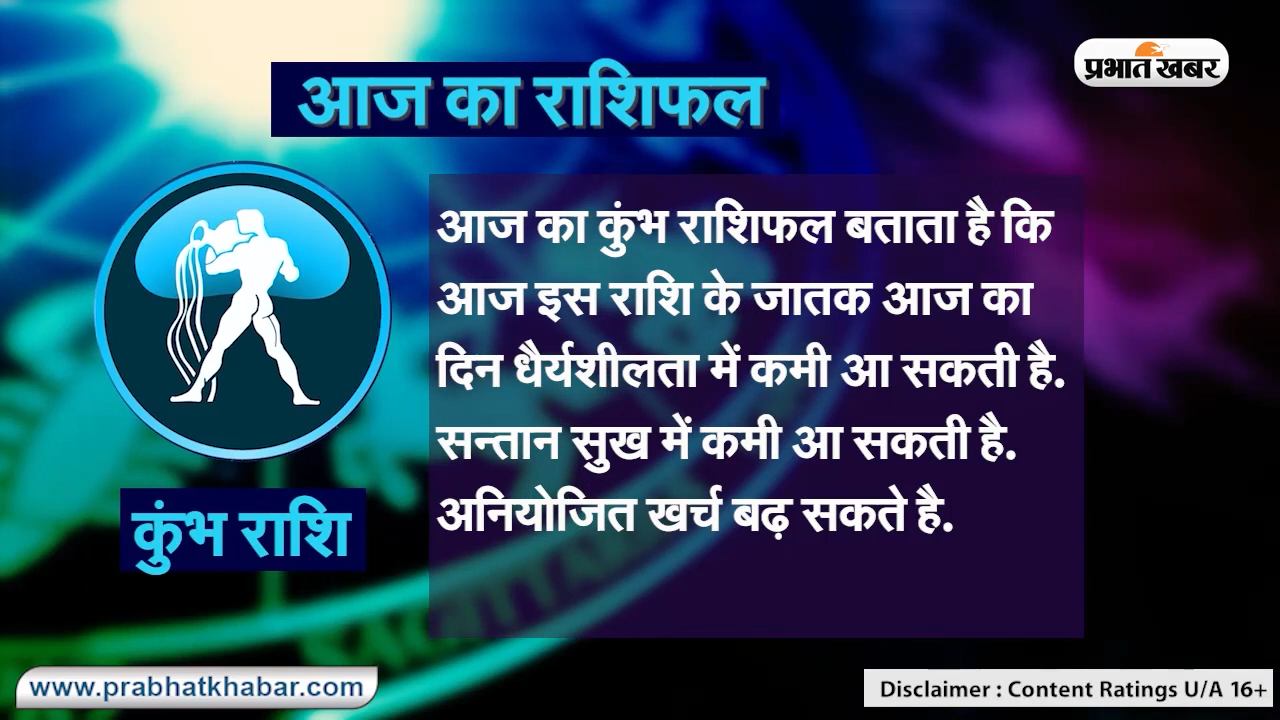 प्रभात खबर
आज का राशिफल
आज का कुंभ राशिफल बताता है कि
आज इस राशि के जातक आज का
दिन धैर्यशीलता में कमी आ सकती है.
सन्तान सुख में कमी आ सकती है.
अनियोजित खर्च बढ़ सकते है.
कुंभ राशि
SAGITTARIUS
www.prabhatkhabar.com
Disclaimer : Content Ratings U/A 16+